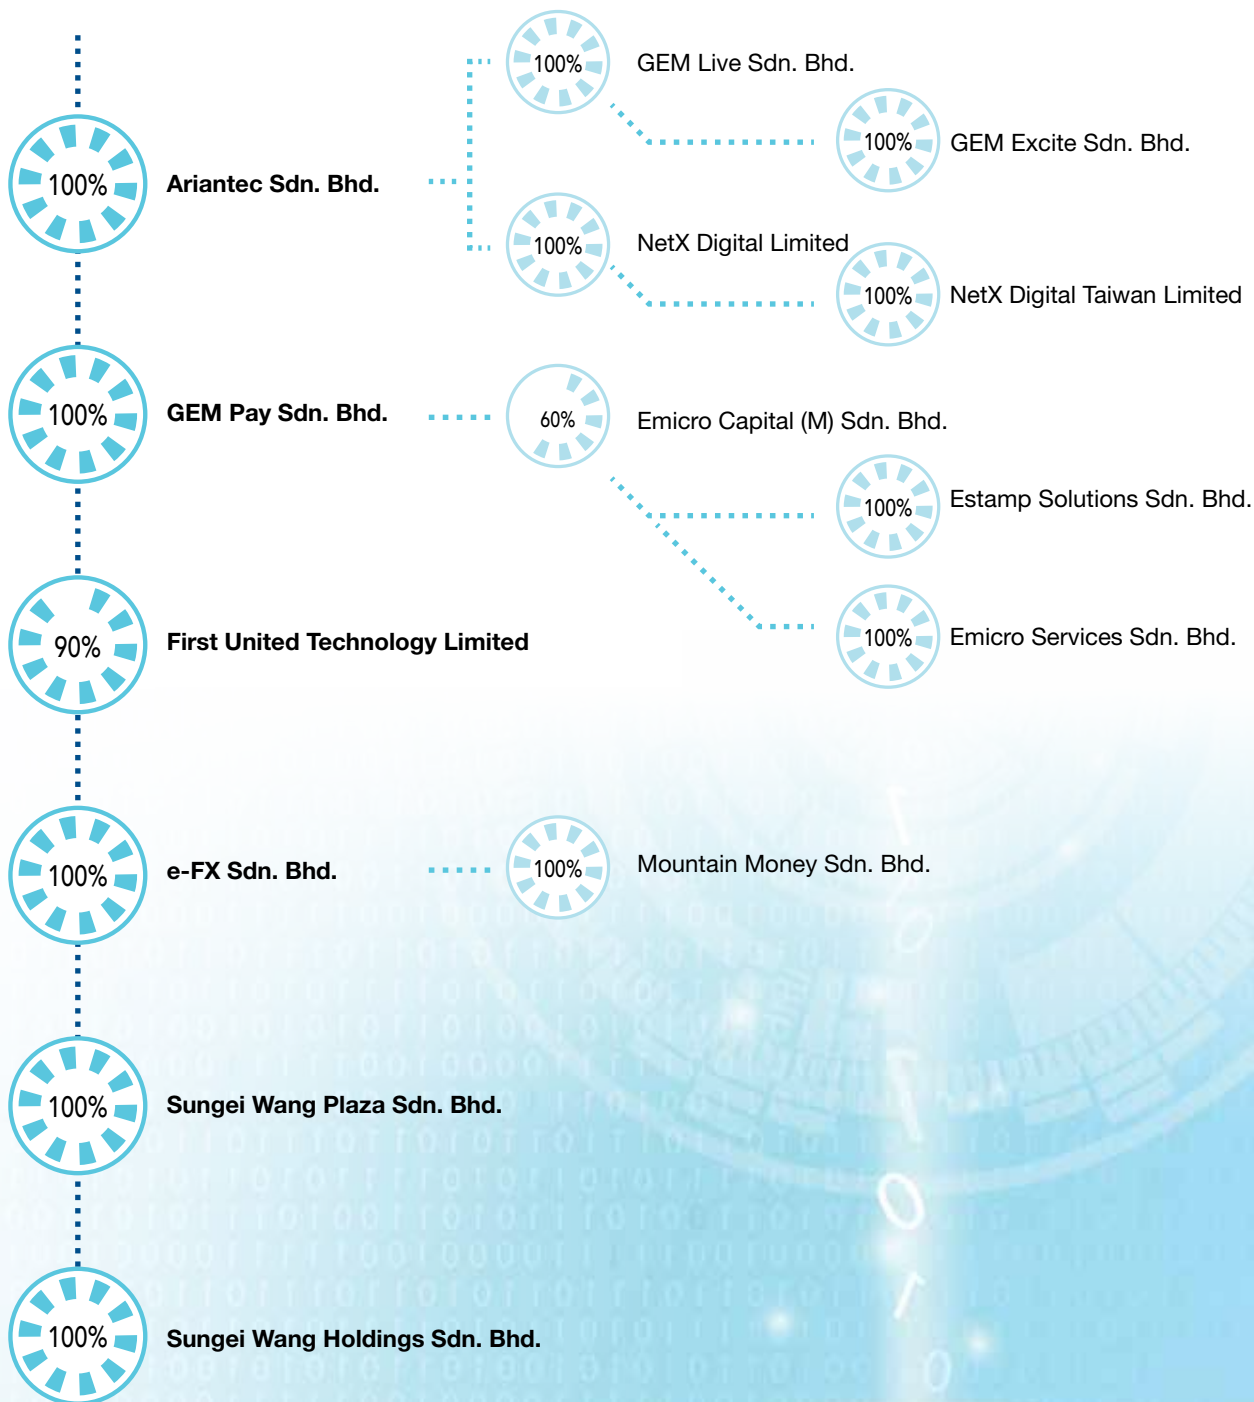 100%
GEM Live Sdn. Bhd.
100%
GEM Excite Sdn. Bhd.
100%
Ariantec Sdn. Bhd.
100%
NetX Digital Limited
100%
NetX Digital Taiwan Limited
100%
GEM Pay Sdn. Bhd.
60%
Emicro Capital (M) Sdn. Bhd.
100%
Estamp Solutions Sdn. Bhd.
100%
Emicro Services Sdn. Bhd.
90%
First United Technology Limited
100%
e-FX Sdn. Bhd.
100%
Mountain Money Sdn. Bhd.
100%
Sungei Wang Plaza Sdn. Bhd.
100%
Sungei Wang Holdings Sdn. Bhd.